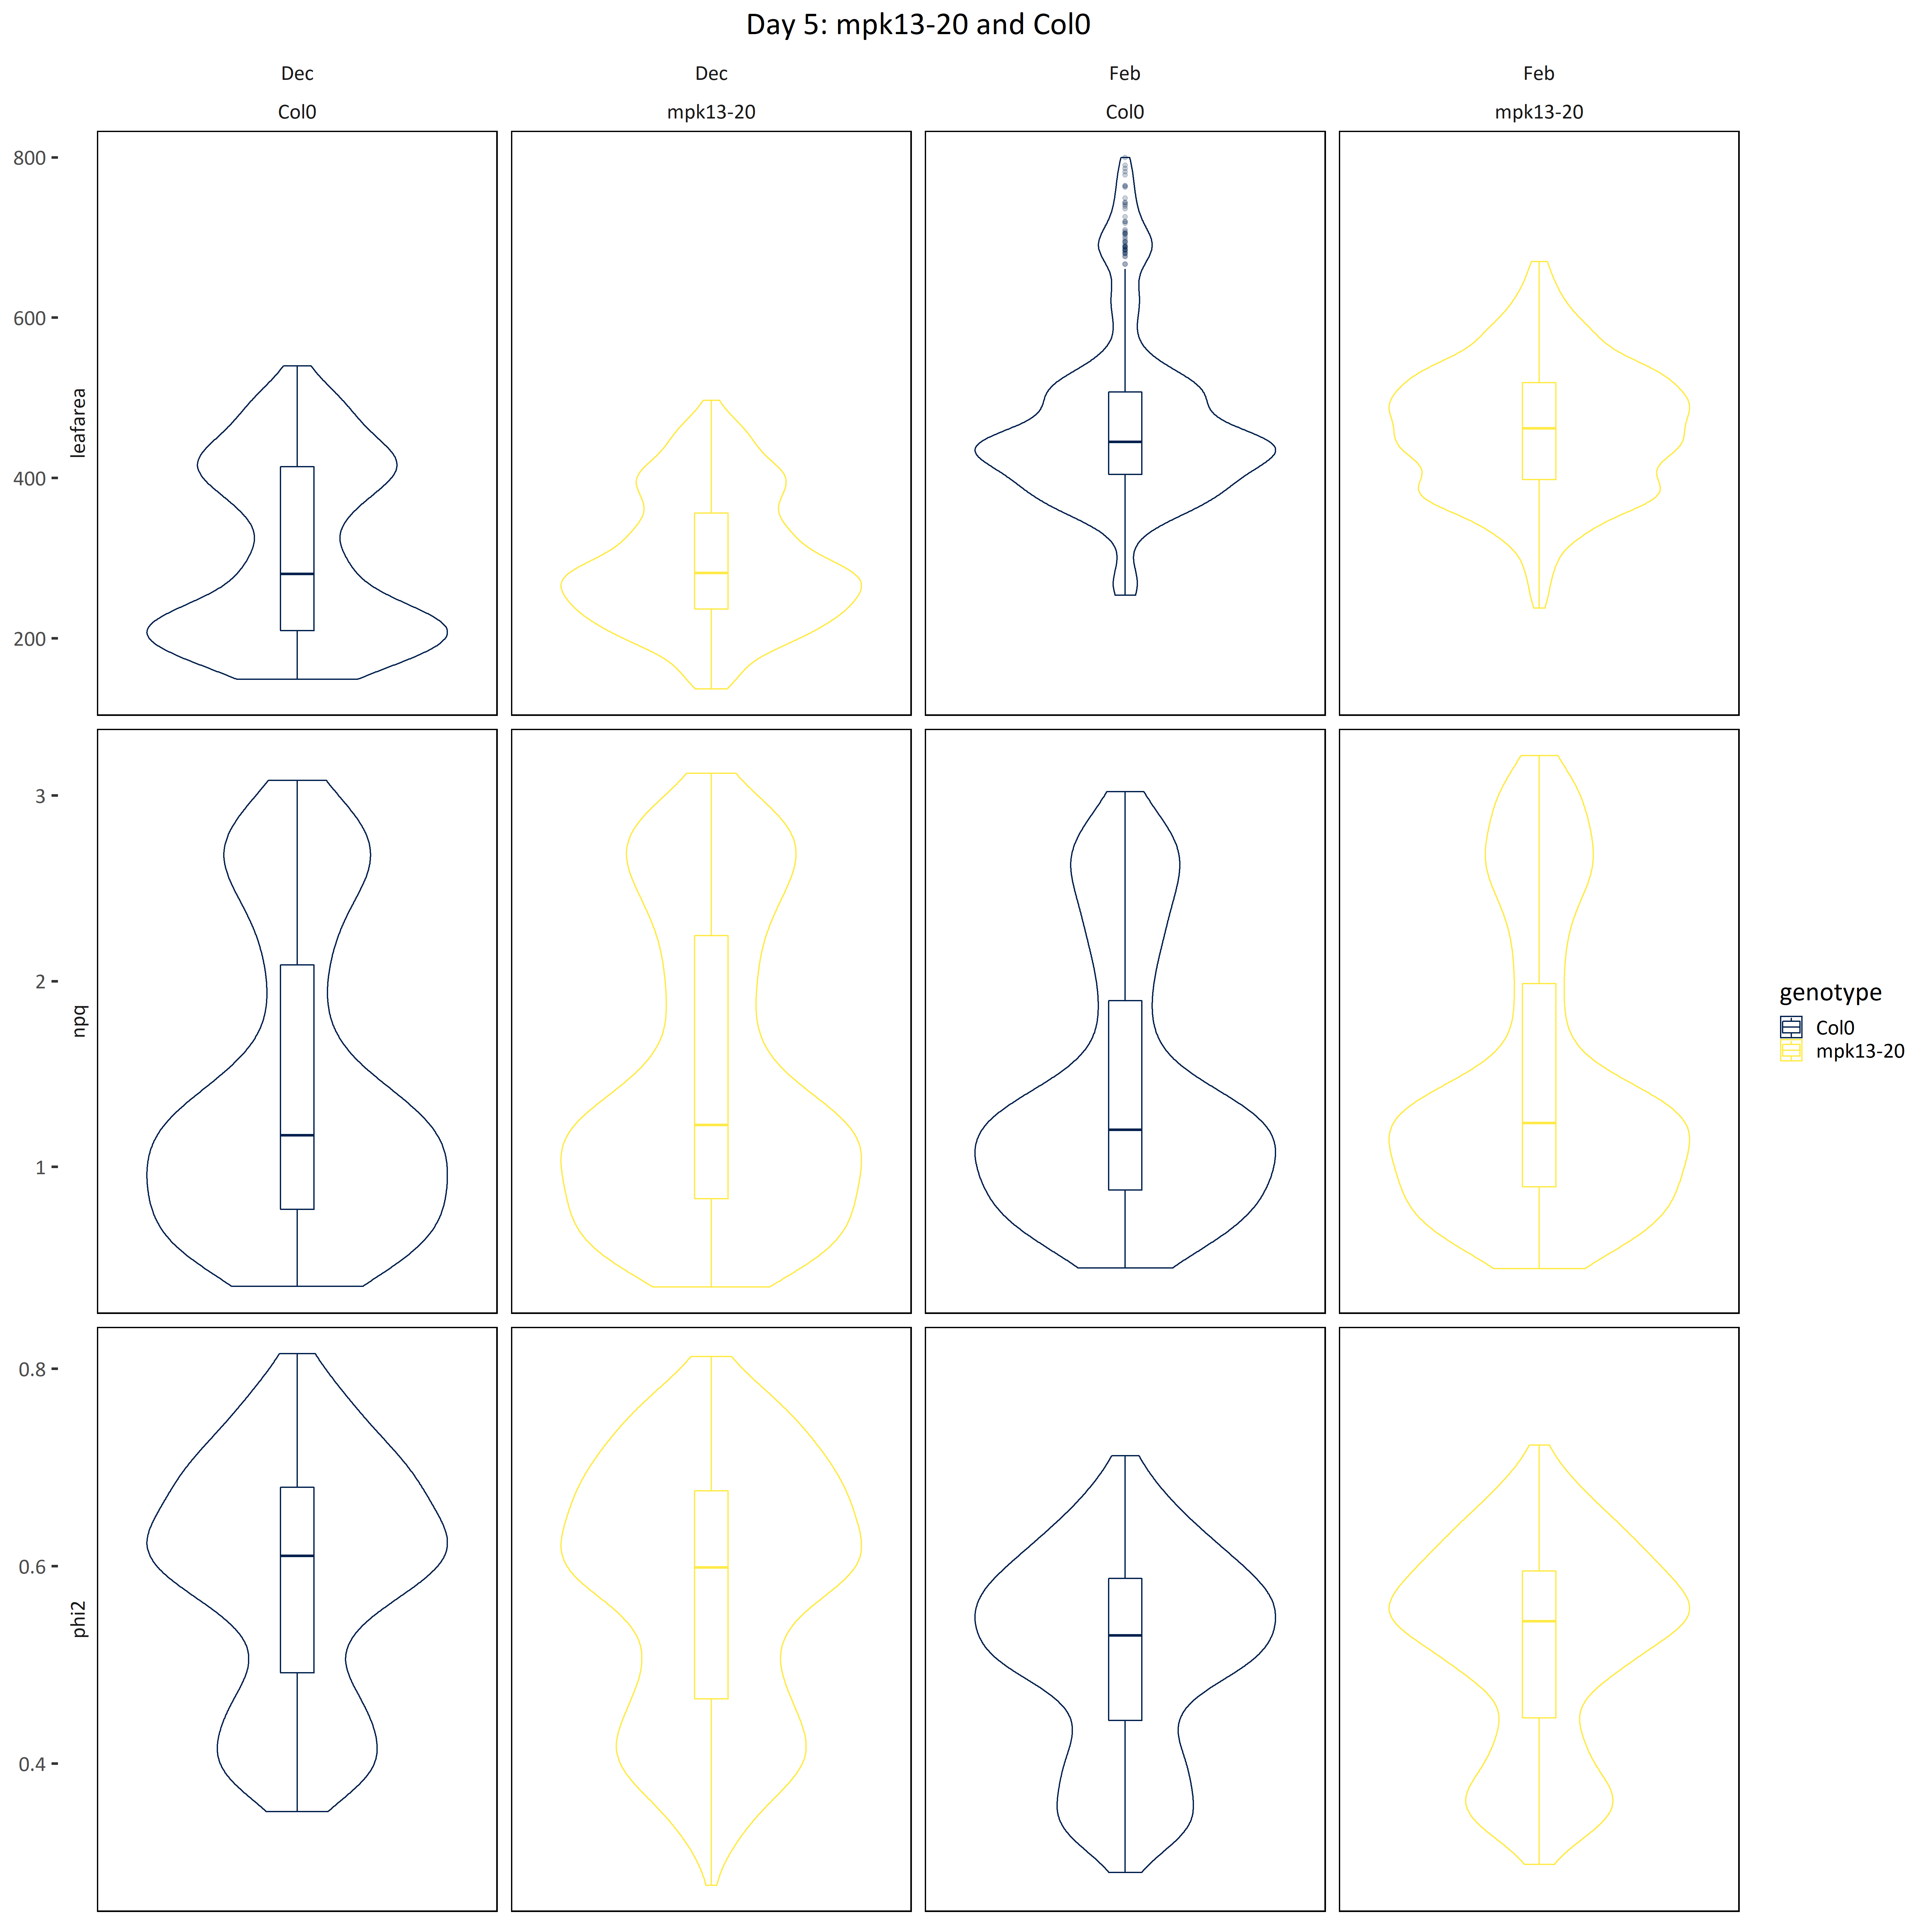 Day 5: mpk13-20 and Col0
Dec
Dec
Feb
Feb
Col0
mpk13-20
Col0
mpk13-20
800
600
400
200
leafarea
3
2
1
npq
0.8
0.6
0.4
phi2
genotype
Col0
mpk13-20